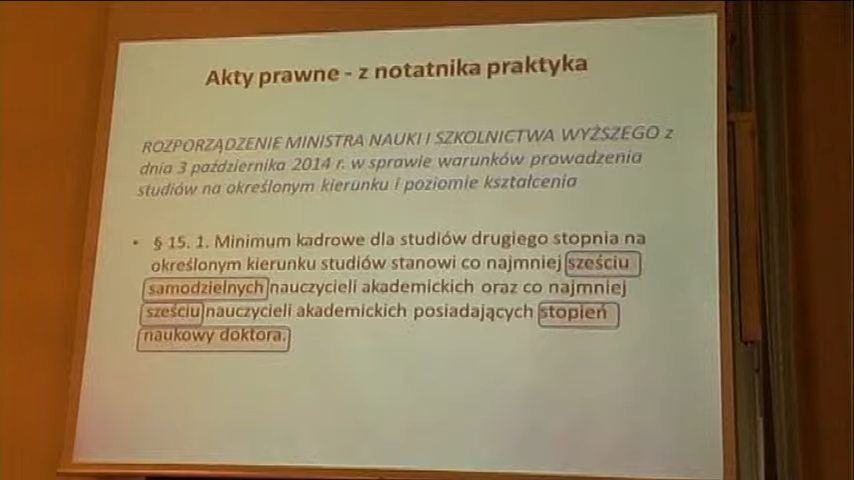 Akty prawne - z notatnika praktyka
ROZPORZĄDZENIE MINISTRA NAUKI I SZKOLNICTWA WYŻSZEGO z
dnia 3 października 2014 r. w sprawie warunków prowadzenia
studiów na określonym kierunku i poziomie kształcenia
• § 15. 1. Minimum kadrowe dla studiów drugiego stopnia na
określonym kierunku studiów stanowi co najmniej sześciu
samodzielnych nauczycieli akademickich oraz co najmniej
sześciu nauczycieli akademickich posiadających stopień
naukowy doktora.